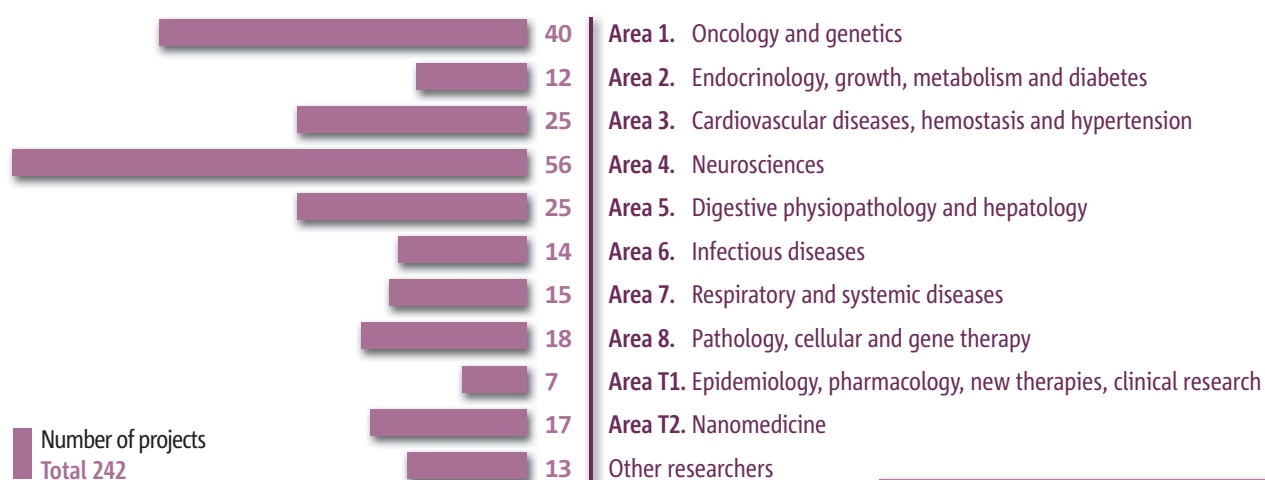 40 Area 1. Oncology and genetics
12 Area 2. Endocrinology, growth, metabolism and diabetes
25 Area 3. Cardiovascular diseases, hemostasis and hypertension
56 Area 4. Neurosciences
25 Area 5. Digestive physiopathology and hepatology
14 Area 6. Infectious diseases
15 Area 7. Respiratory and systemic diseases
18 Area 8. Pathology, cellular and gene therapy
7 Area T1. Epidemiology, pharmacology, new therapies, clinical research
17 Area T2. Nanomedicine
13 Other researchers
Number of projects
Total 242